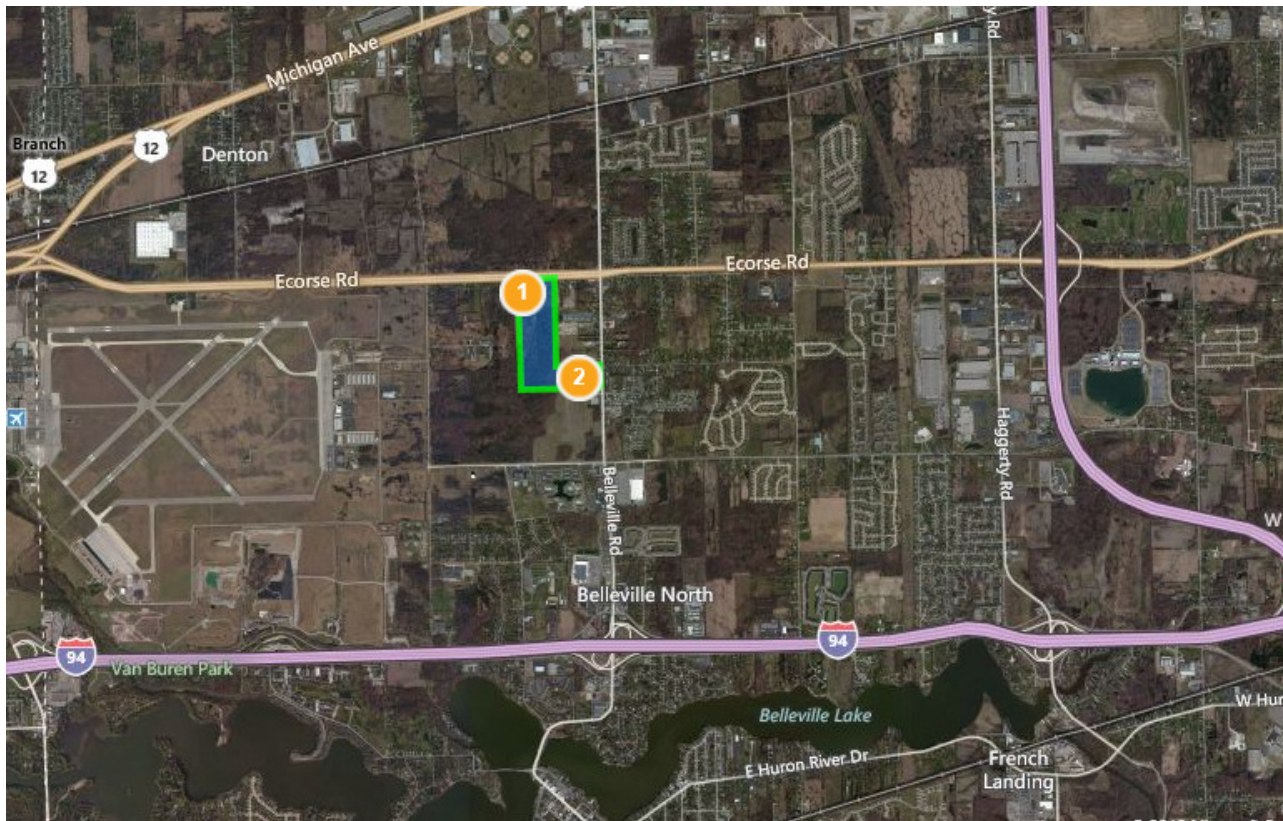 Michigan Ave
y Rd
Branch
12
12
Denton
Ecorse Rd
Ecorse Rd
1
2
Haggerty Rd
Belleville Rd
W
Belleville North
94
94
Van Buren Park
Belleville Lake
W Hur
E Huron River Dr
French
Landing